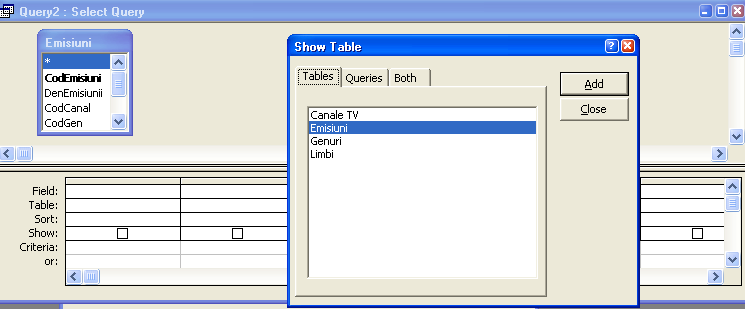 Query2 : Select Query
Emisiuni
*
CodEmisiuni
DenEmisiunii
CodCanal
CodGen
Show Table
Tables
Queries
Both
Canale TV
Emisiuni
Genuri
Limbi
Add
Close
Field:
Table:
Sort:
Show:
Criteria:
or: